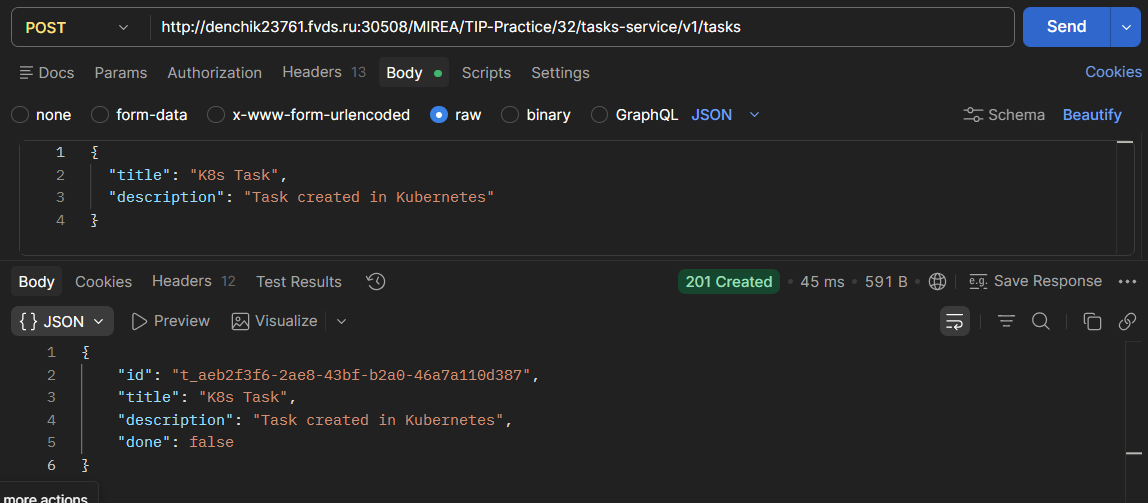 POST http://denchik23761.fvds.ru:30508/MIREA/TIP-Practice/32/tasks-service/v1/tasks Send
Docs Params Authorization Headers 13 Body Scripts Settings Cookies
none form-data x-www-form-urlencoded raw binary GraphQL JSON Schema Beautify
1 {
2 "title": "K8s Task",
3 "description": "Task created in Kubernetes"
4 }
Body Cookies Headers 12 Test Results 201 Created 45 ms 591 B e.g. Save Response
{} JSON Preview Visualize
1 {
2 "id": "t_aeb2f3f6-2ae8-43bf-b2a0-46a7a110d387",
3 "title": "K8s Task",
4 "description": "Task created in Kubernetes",
5 "done": false
6 }
more actions